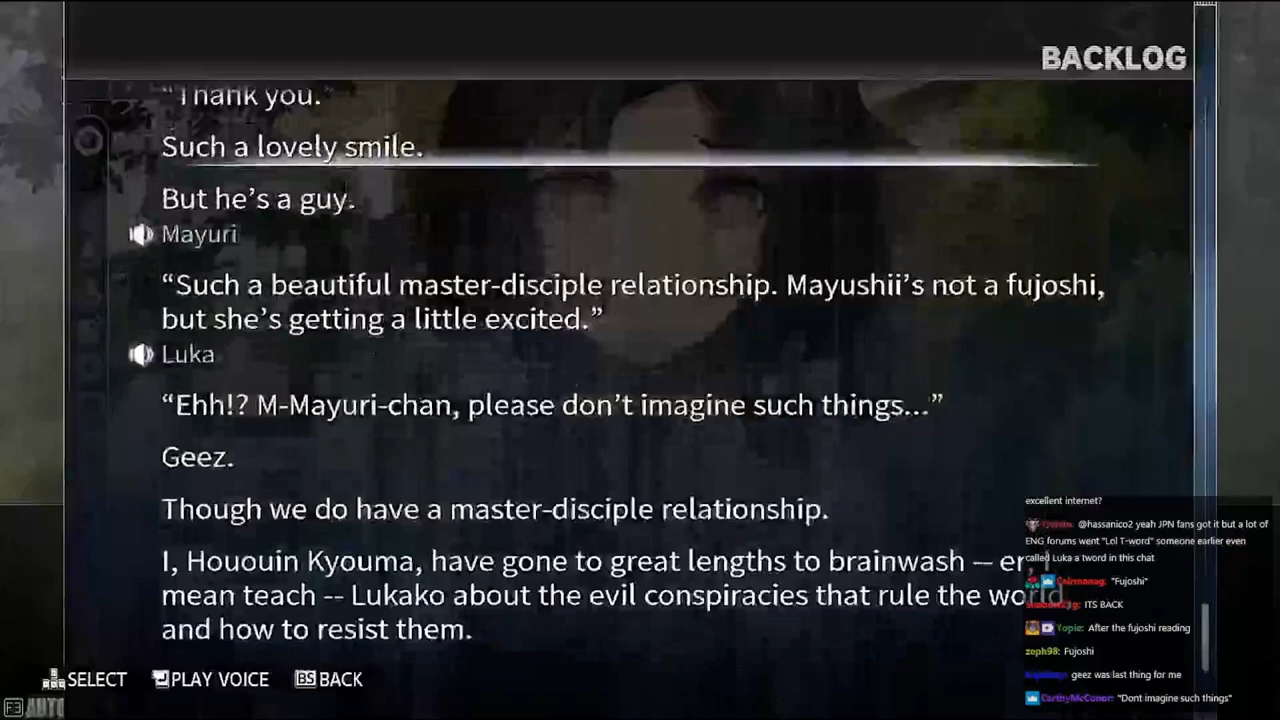 BACKLOG
“Thank you.”
Such a lovely smile.
But he’s a guy.
Mayuri
“Such a beautiful master-disciple relationship. Mayushii’s not a fujoshi,
but she’s getting a little excited.”
Luka
“Ehh!? M-Mayuri-chan, please don’t imagine such things...”
Geez.
Though we do have a master-disciple relationship.
I, Hououin Kyouma, have gone to great lengths to brainwash -- er, I
mean teach -- Lukako about the evil conspiracies that rule the world,
and how to resist them.
excellent internet?
@hassanico2 yeah JPN fans got it but a lot of
ENG forums went "Lol T-word" someone earlier even
called Luka a tword in this chat
"Fujoshi"
ITS BACK
Yopie: After the fujoshi reading
zeph98: Fujoshi
geez was last thing for me
CarthyMcConor: "Dont imagine such things"
SELECT
PLAY VOICE
BS BACK
F3 AUTO